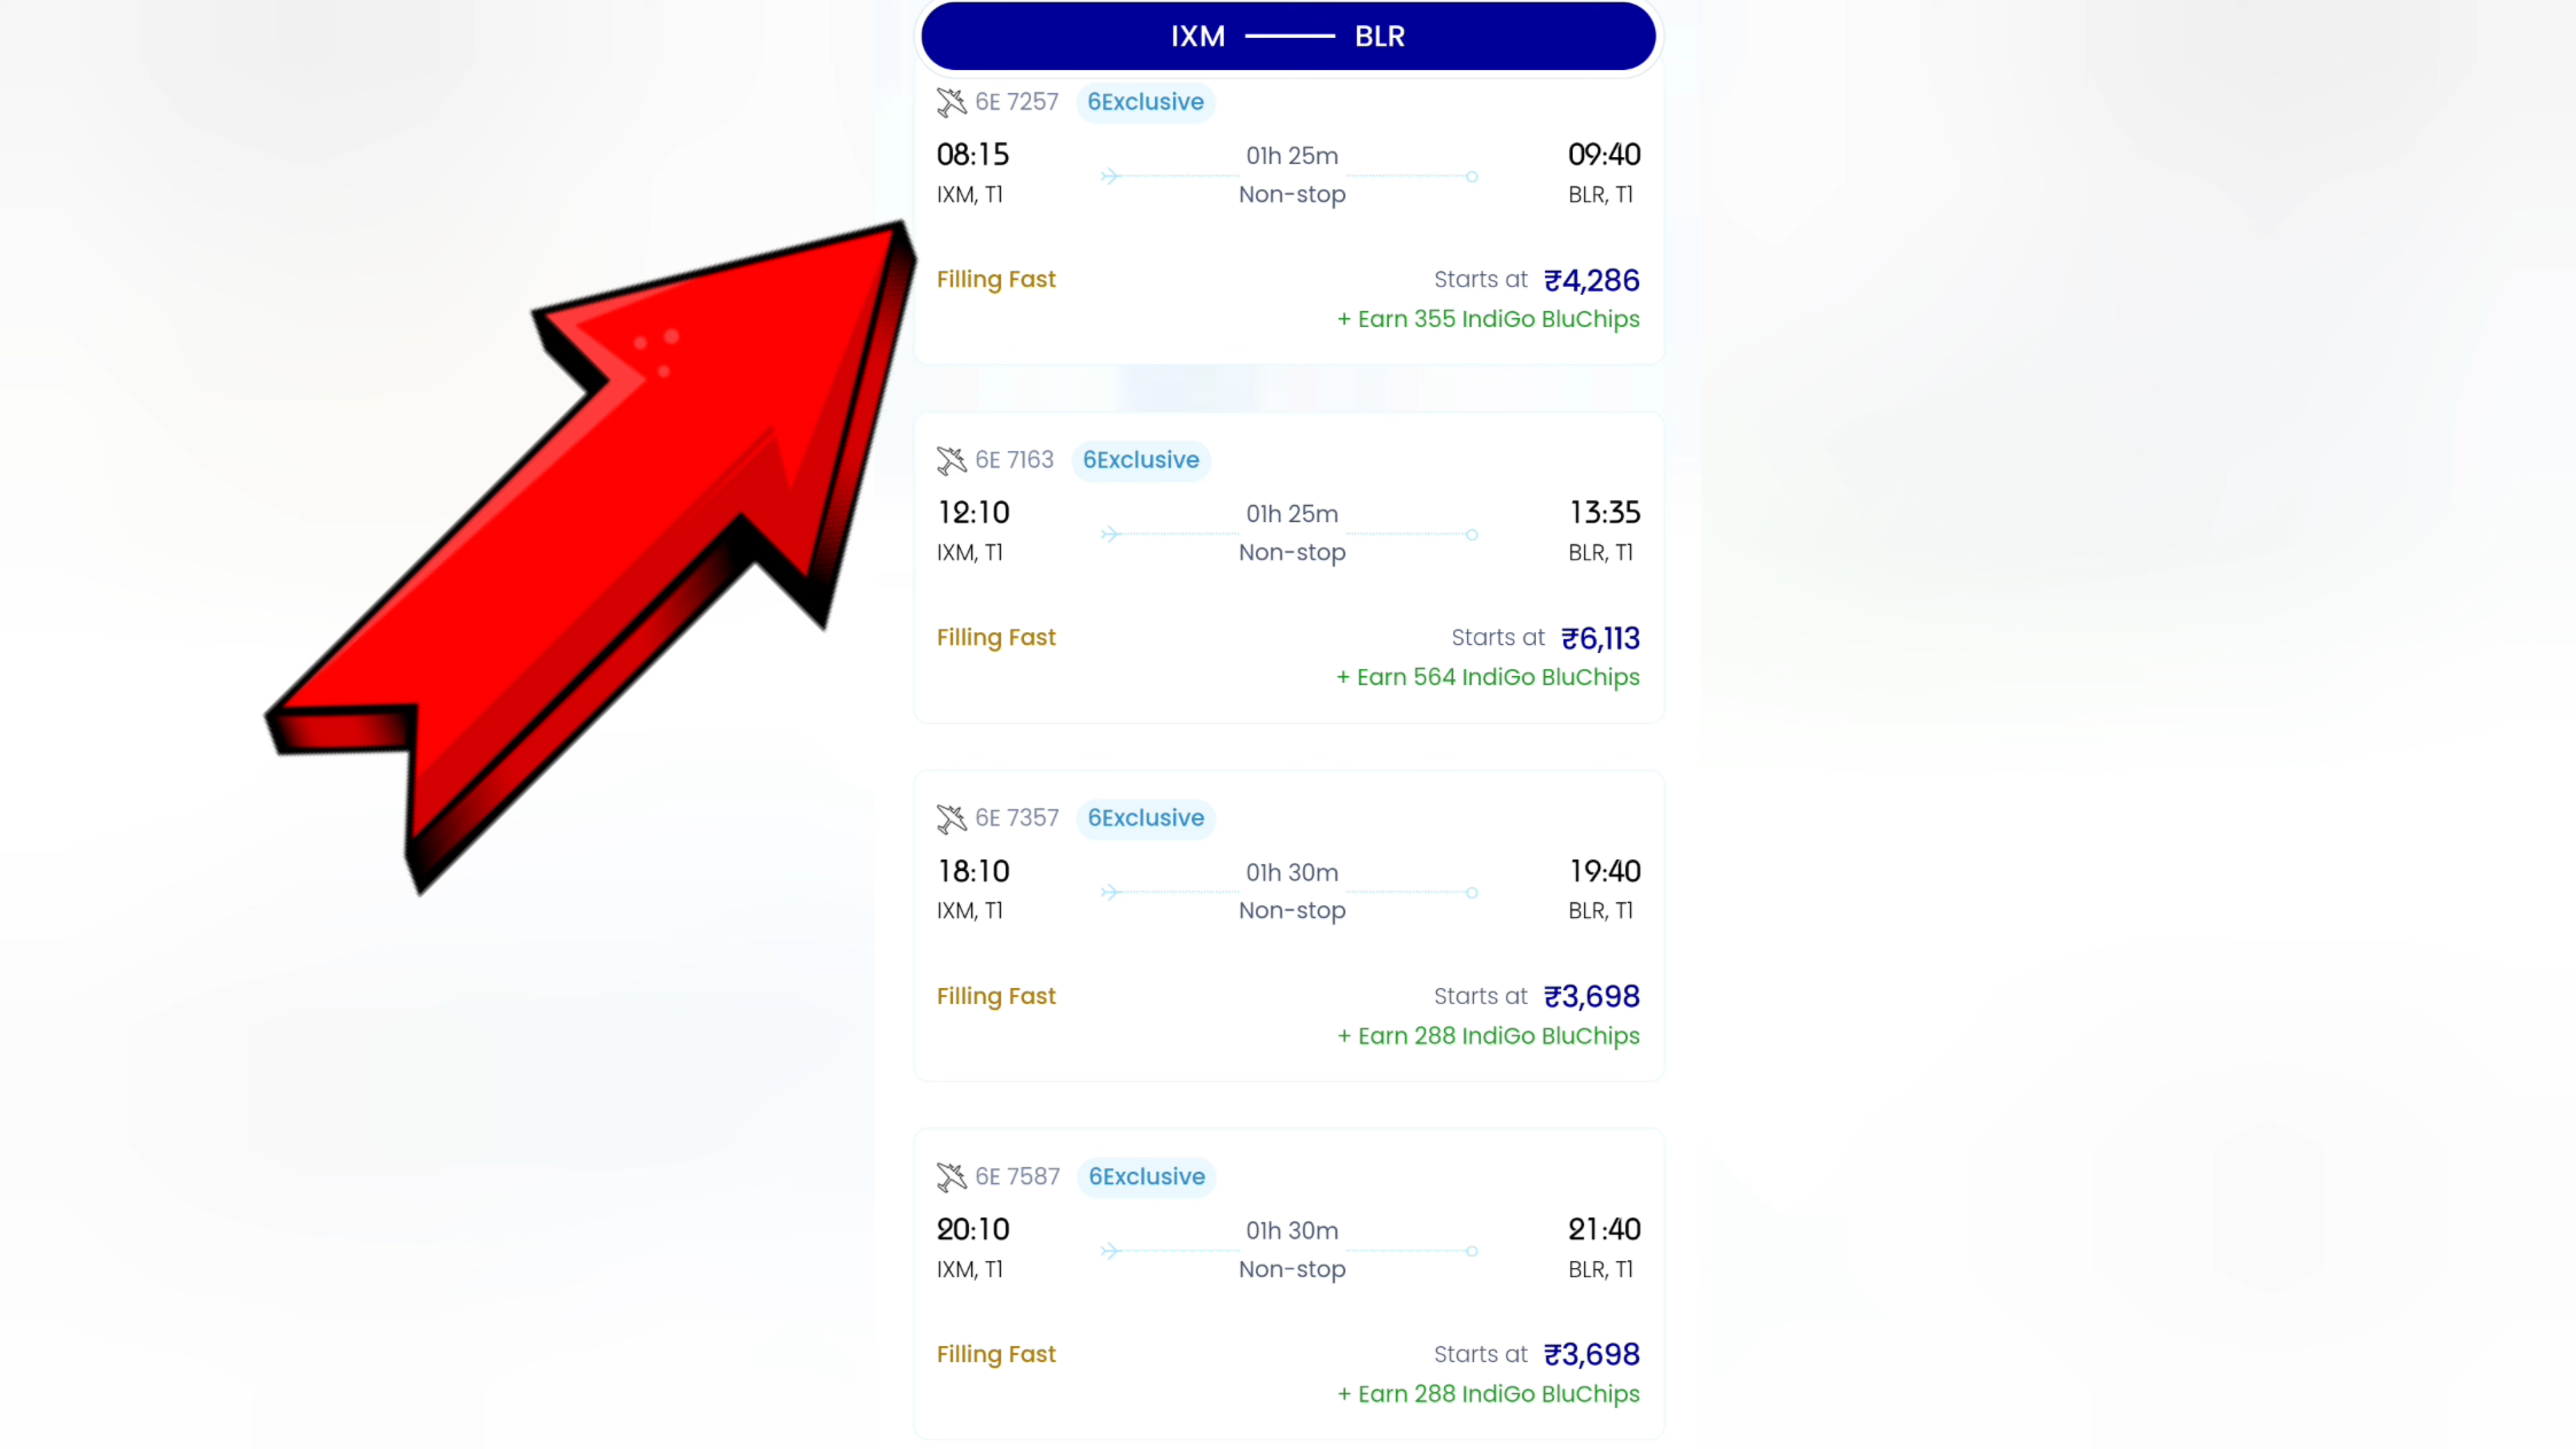 IXM BLR
6E 7257 6Exclusive
08:15 01h 25m 09:40
IXM, T1 Non-stop BLR, T1
Filling Fast Starts at ₹4,286
+ Earn 355 IndiGo BluChips
6E 7163 6Exclusive
12:10 01h 25m 13:35
IXM, T1 Non-stop BLR, T1
Filling Fast Starts at ₹6,113
+ Earn 564 IndiGo BluChips
6E 7357 6Exclusive
18:10 01h 30m 19:40
IXM, T1 Non-stop BLR, T1
Filling Fast Starts at ₹3,698
+ Earn 288 IndiGo BluChips
6E 7587 6Exclusive
20:10 01h 30m 21:40
IXM, T1 Non-stop BLR, T1
Filling Fast Starts at ₹3,698
+ Earn 288 IndiGo BluChips